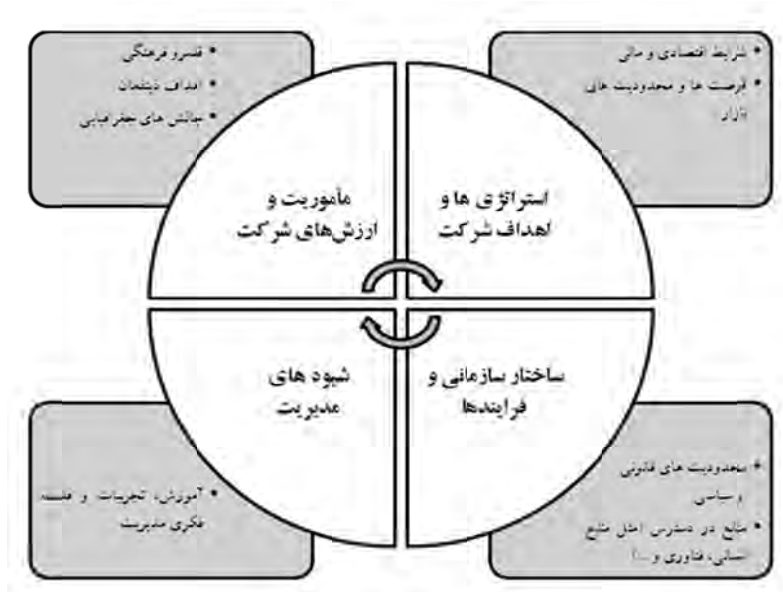 • شرایط اقتصادی و مالی
• فرصت ها و محدودیت های
بازار
• قلمرو فرهنگی
• اهداف ذینفعان
• چالش های جغرافیایی
استراتژی ها و
اهداف شرکت
مأموریت و
ارزش‌های شرکت
ساختار سازمانی و
فرایندها
شیوه های
مدیریت
• محدودیت های قانونی
و سیاسی
• منابع در دسترس (مثل منابع
انسانی، فناوری و ...)
• آموزش، تجربیات و فلسفه
فکری مدیریت